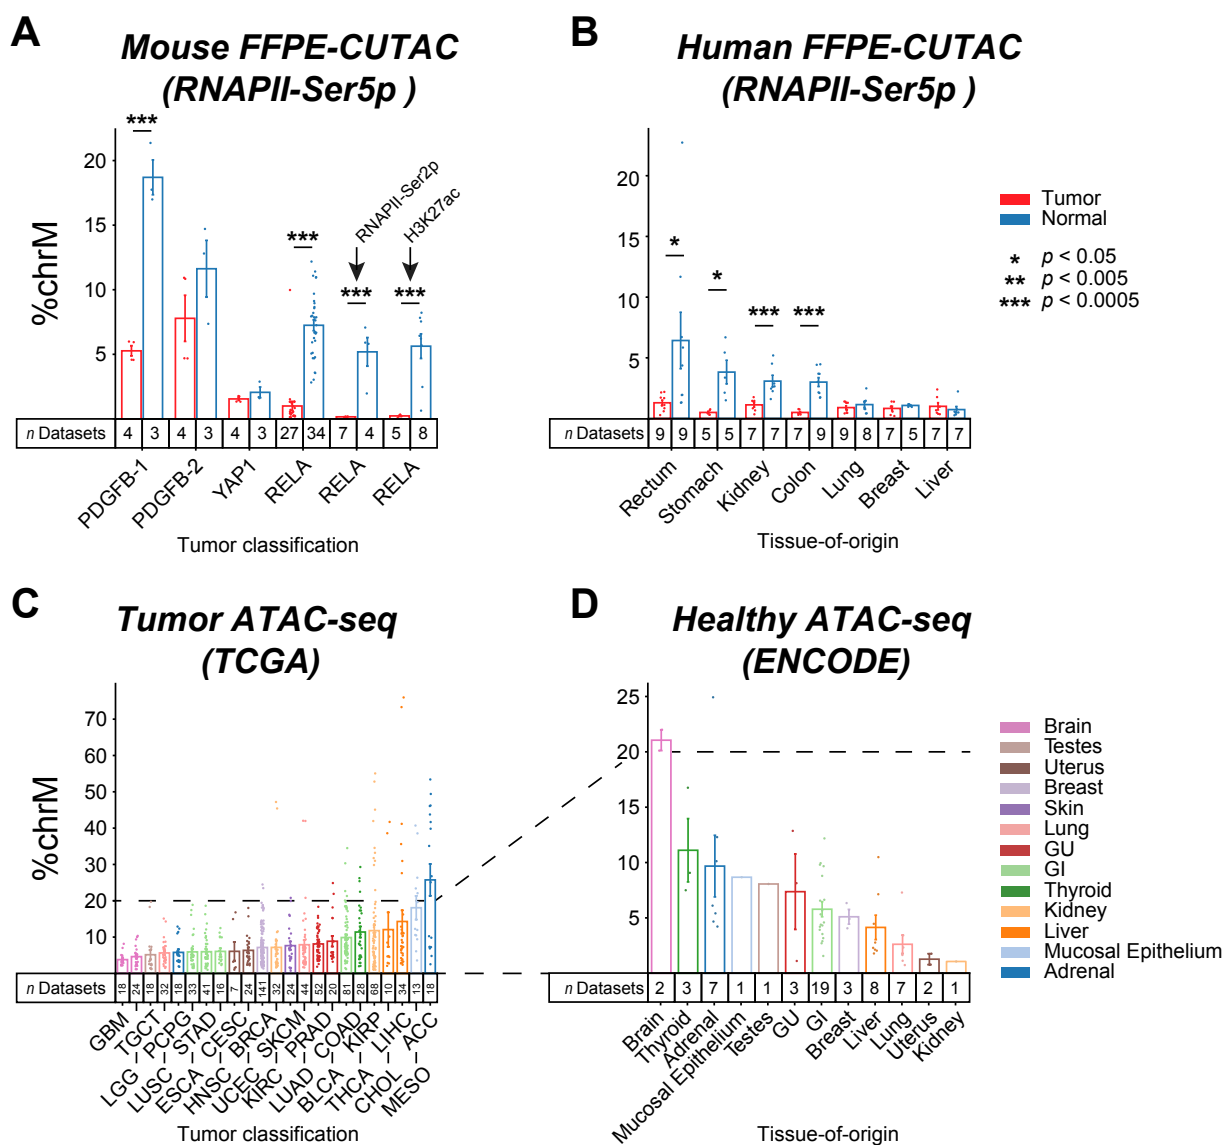 A
Mouse FFPE-CUTAC
(RNAPII-Ser5p )
%chrM
20
15
10
5
***
***
***
***
RNAPII-Ser2p
H3K27ac
n Datasets 4 3 4 3 4 3 27 34 7 4 5 8
PDGFB-1
PDGFB-2
YAP1
RELA
RELA
RELA
Tumor classification
B
Human FFPE-CUTAC
(RNAPII-Ser5p )
20
15
10
5
*
*
***
***
n Datasets 9 9 5 5 7 7 7 9 9 8 7 5 7 7
Rectum
Stomach
Kidney
Colon
Lung
Breast
Liver
Tissue-of-origin
Tumor
Normal
* p < 0.05
** p < 0.005
*** p < 0.0005
C
Tumor ATAC-seq
(TCGA)
%chrM
70
60
50
40
30
20
10
n Datasets 18 24 18 32 18 33 41 16 7 24 141 32 24 44 52 20 81 28 68 10 34 13 18
GBM
LGG
TGCT
LUSC
PCPG
ESCA
STAD
HNSC
CESC
UCEC
BRCA
KIRC
SKCM
LUAD
PRAD
BLCA
COAD
THCA
KIRP
CHOL
LIHC
MESO
ACC
Tumor classification
D
Healthy ATAC-seq
(ENCODE)
25
20
15
10
5
n Datasets 2 3 7 1 1 3 19 3 8 7 2 1
Brain
Thyroid
Adrenal
Mucosal Epithelium
Testes
GU
GI
Breast
Liver
Lung
Uterus
Kidney
Tissue-of-origin
Brain
Testes
Uterus
Breast
Skin
Lung
GU
GI
Thyroid
Kidney
Liver
Mucosal Epithelium
Adrenal